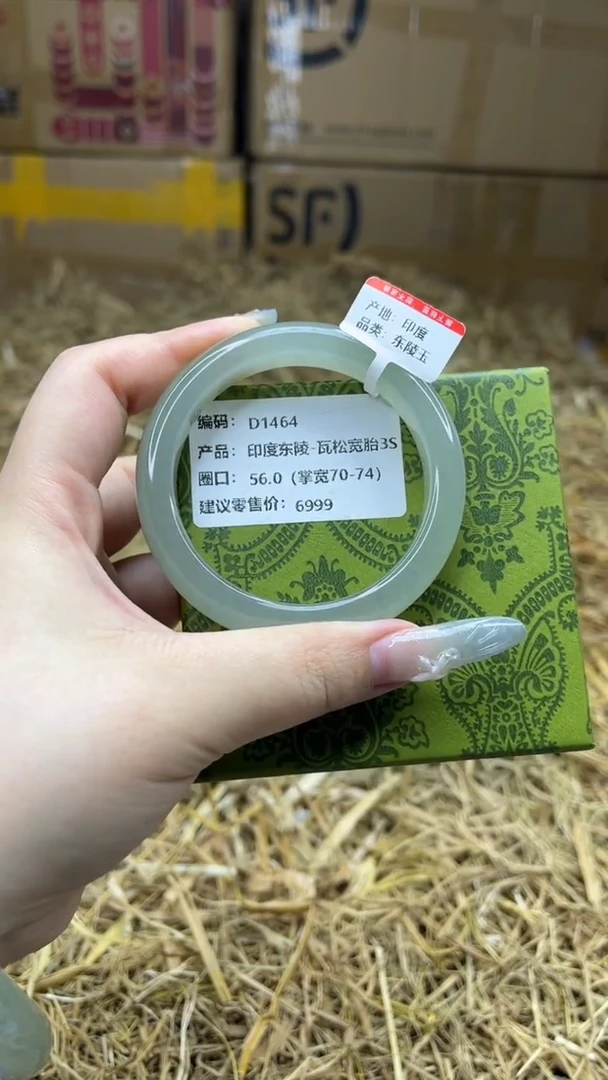 SF
产地：印度
品类：东陵玉
编码： D1464
产品： 印度东陵-瓦松宽胎3S
圈口： 56.0（掌宽70-74）
建议零售价： 6999